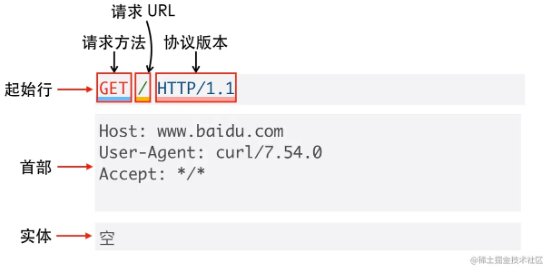 请求 URL
请求方法
协议版本
起始行
GET / HTTP/1.1
Host: www.baidu.com
User-Agent: curl/7.54.0
首部
Accept: */*
实体
空
@稀土掘金技术社区